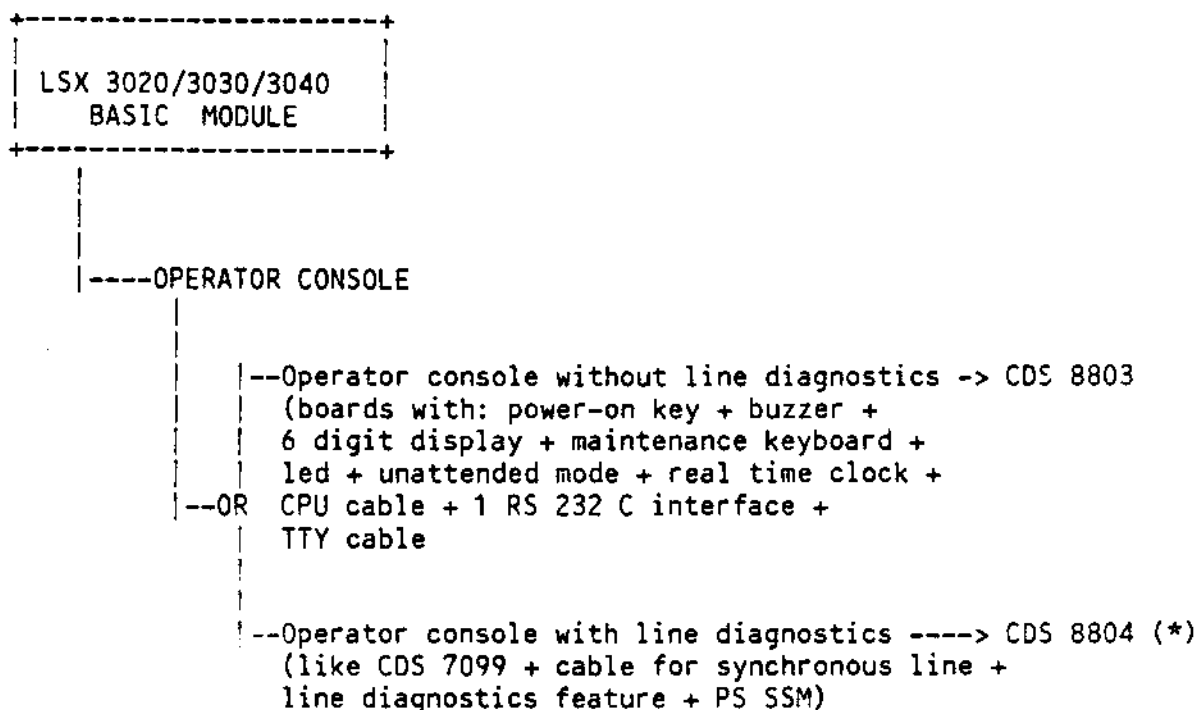 LSX 3020/3030/3040
BASIC MODULE
----OPERATOR CONSOLE
--Operator console without line diagnostics -> CDS 8803
(boards with: power-on key + buzzer +
6 digit display + maintenance keyboard +
led + unattended mode + real time clock +
--OR CPU cable + 1 RS 232 C interface +
TTY cable
--Operator console with line diagnostics ----> CDS 8804 (*)
(like CDS 7099 + cable for synchronous line +
line diagnostics feature + PS SSM)